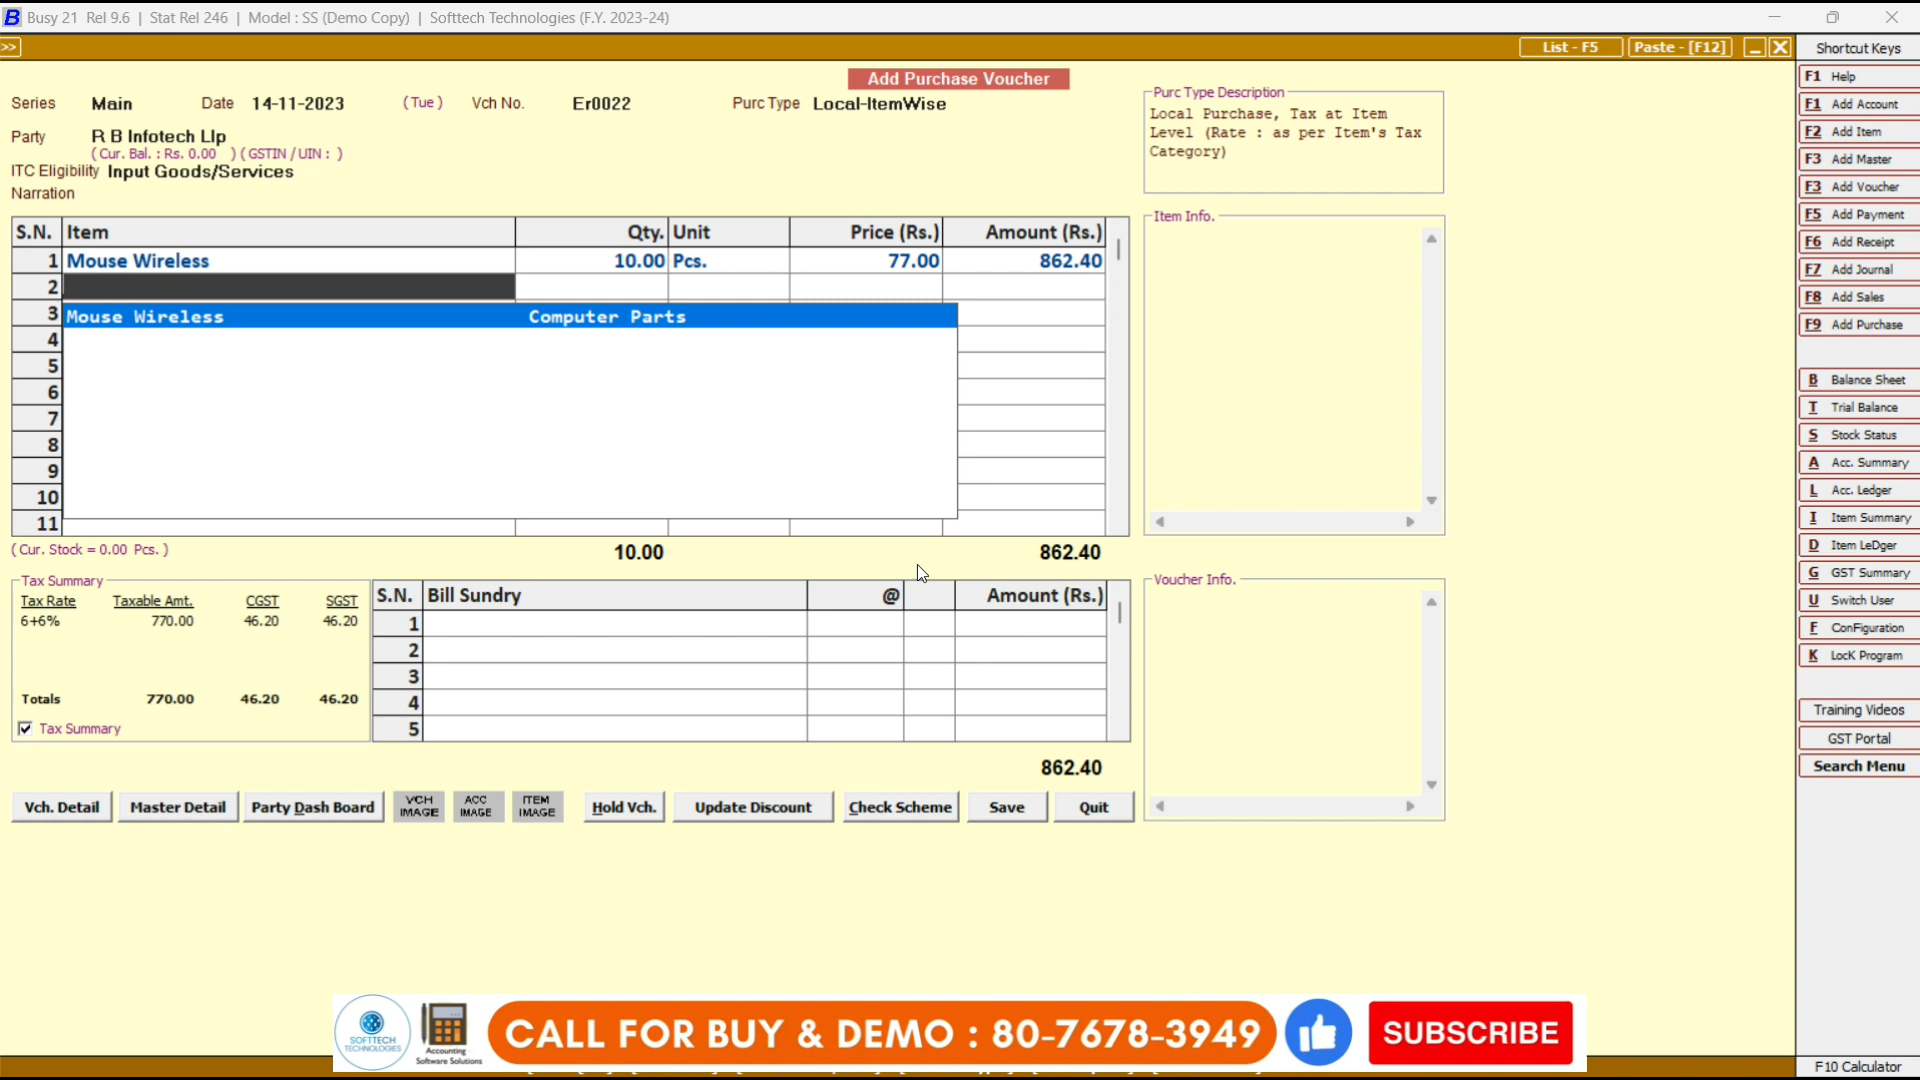 Busy 21 Rel 9.6 | Stat Rel 246 | Model : SS (Demo Copy) | Softtech Technologies (F.Y. 2023-24)
>> List - F5 Paste - [F12] Shortcut Keys
Add Purchase Voucher
Series Main Date 14-11-2023 (Tue) Vch No. Er0022 Purc Type Local-ItemWise
Party R B Infotech Llp
(Cur. Bal. : Rs. 0.00 ) (GSTIN / UIN : )
ITC Eligibility Input Goods/Services
Narration
Purc Type Description
Local Purchase, Tax at Item
Level (Rate : as per Item's Tax
Category)
S.N. Item Qty. Unit Price (Rs.) Amount (Rs.)
1 Mouse Wireless 10.00 Pcs. 77.00 862.40
2
3 Mouse Wireless Computer Parts
4
5
6
7
8
9
10
11
(Cur. Stock = 0.00 Pcs.) 10.00 862.40
Item Info.
Tax Summary
Tax Rate Taxable Amt. CGST SGST
6+6% 770.00 46.20 46.20
Totals 770.00 46.20 46.20
Tax Summary
S.N. Bill Sundry @ Amount (Rs.)
1
2
3
4
5
862.40
Voucher Info.
Vch. Detail Master Detail Party Dash Board VCH IMAGE ACC IMAGE ITEM IMAGE Hold Vch. Update Discount Check Scheme Save Quit
F1 Help
F1 Add Account
F2 Add Item
F3 Add Master
F3 Add Voucher
F5 Add Payment
F6 Add Receipt
F7 Add Journal
F8 Add Sales
F9 Add Purchase
B Balance Sheet
T Trial Balance
S Stock Status
A Acc. Summary
L Acc. Ledger
I Item Summary
D Item LeDger
G GST Summary
U Switch User
F ConFiguration
K LocK Program
Training Videos
GST Portal
Search Menu
F10 Calculator
SOFTTECH
TECHNOLOGIES
Accounting
Software Solutions
CALL FOR BUY & DEMO : 80-7678-3949
SUBSCRIBE